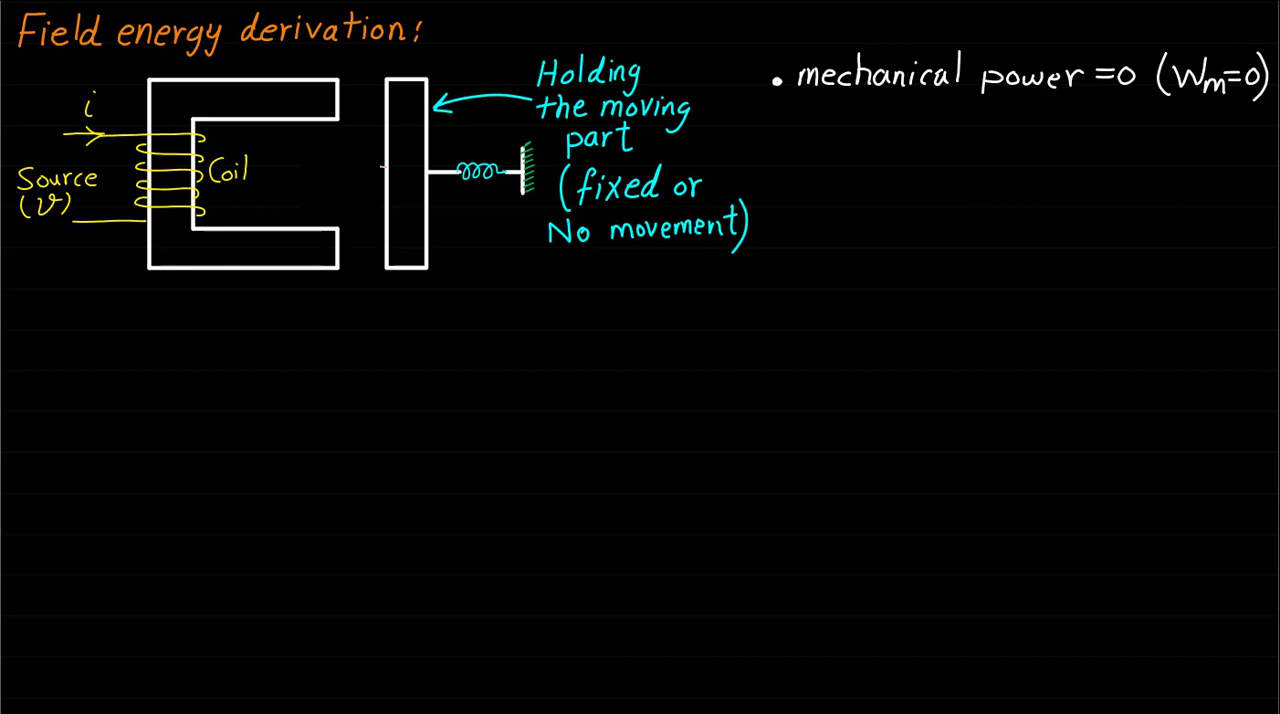 Field energy derivation:
i
Source
(v)
Coil
Holding
the moving
part
(fixed or
No movement)
• mechanical power =0 (Wm=0)